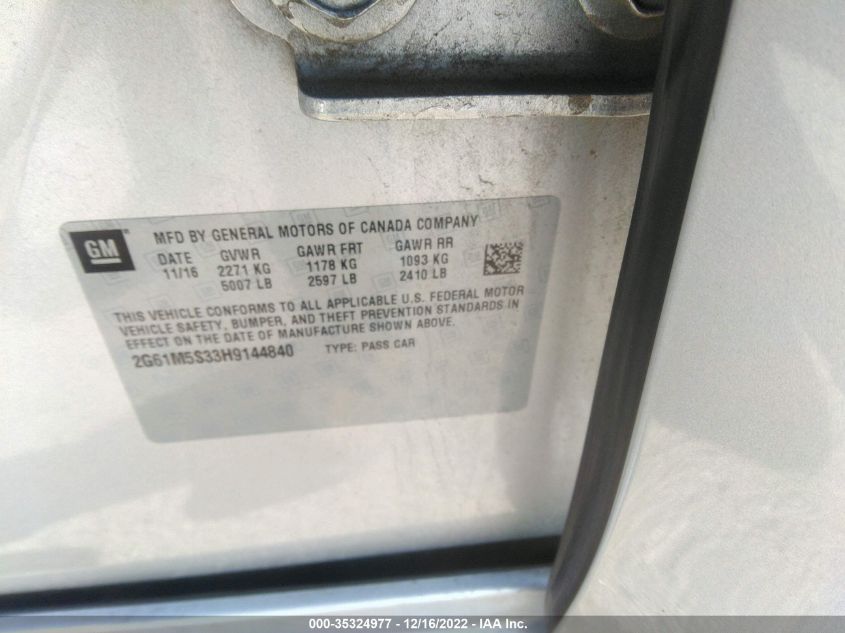 GM
MFD BY GENERAL MOTORS OF CANADA COMPANY
DATE GVWR GAWR FRT GAWR RR
11/16 2271 KG 1178 KG 1093 KG
5007 LB 2597 LB 2410 LB
THIS VEHICLE CONFORMS TO ALL APPLICABLE U.S. FEDERAL MOTOR
VEHICLE SAFETY, BUMPER, AND THEFT PREVENTION STANDARDS IN
EFFECT ON THE DATE OF MANUFACTURE SHOWN ABOVE.
2G61M5S33H9144840 TYPE: PASS CAR
000-35324977 - 12/16/2022 - IAA Inc.